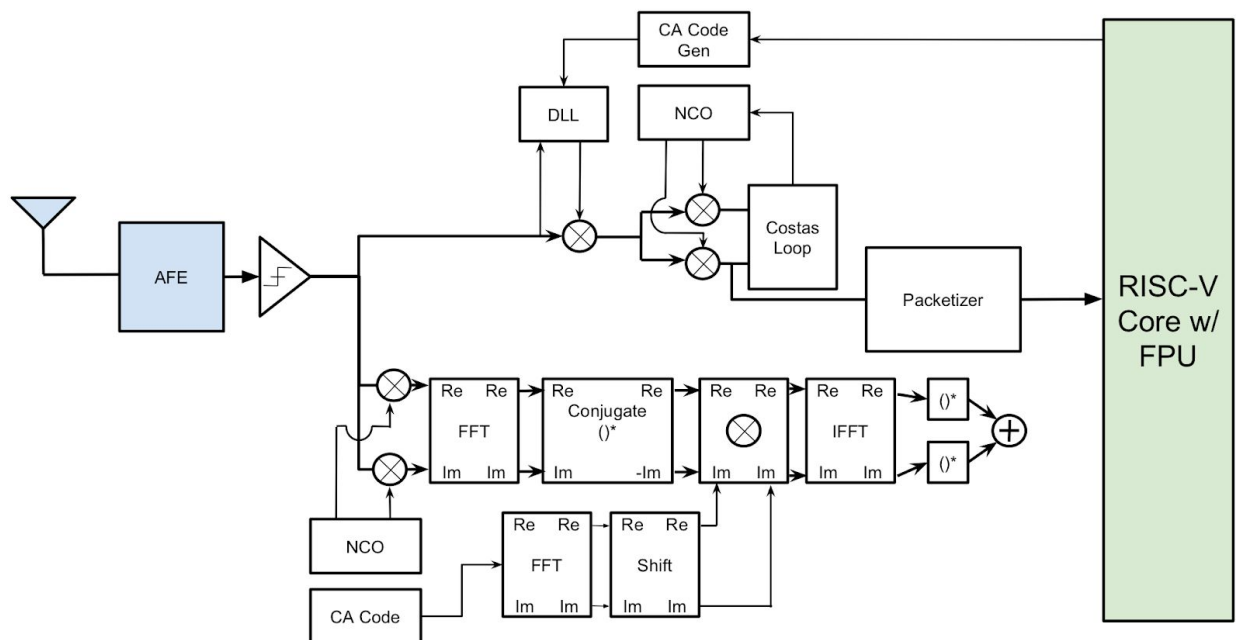 CA Code
Gen
DLL
NCO
AFE
Costas
Loop
Packetizer
RISC-V
Core w/
FPU
Re Re
FFT
Im Im
Re Re
Conjugate
()*
Im -Im
Re Re
Im Im
Re Re
IFFT
Im Im
()*
()*
NCO
CA Code
Re Re
FFT
Im Im
Re Re
Shift
Im Im